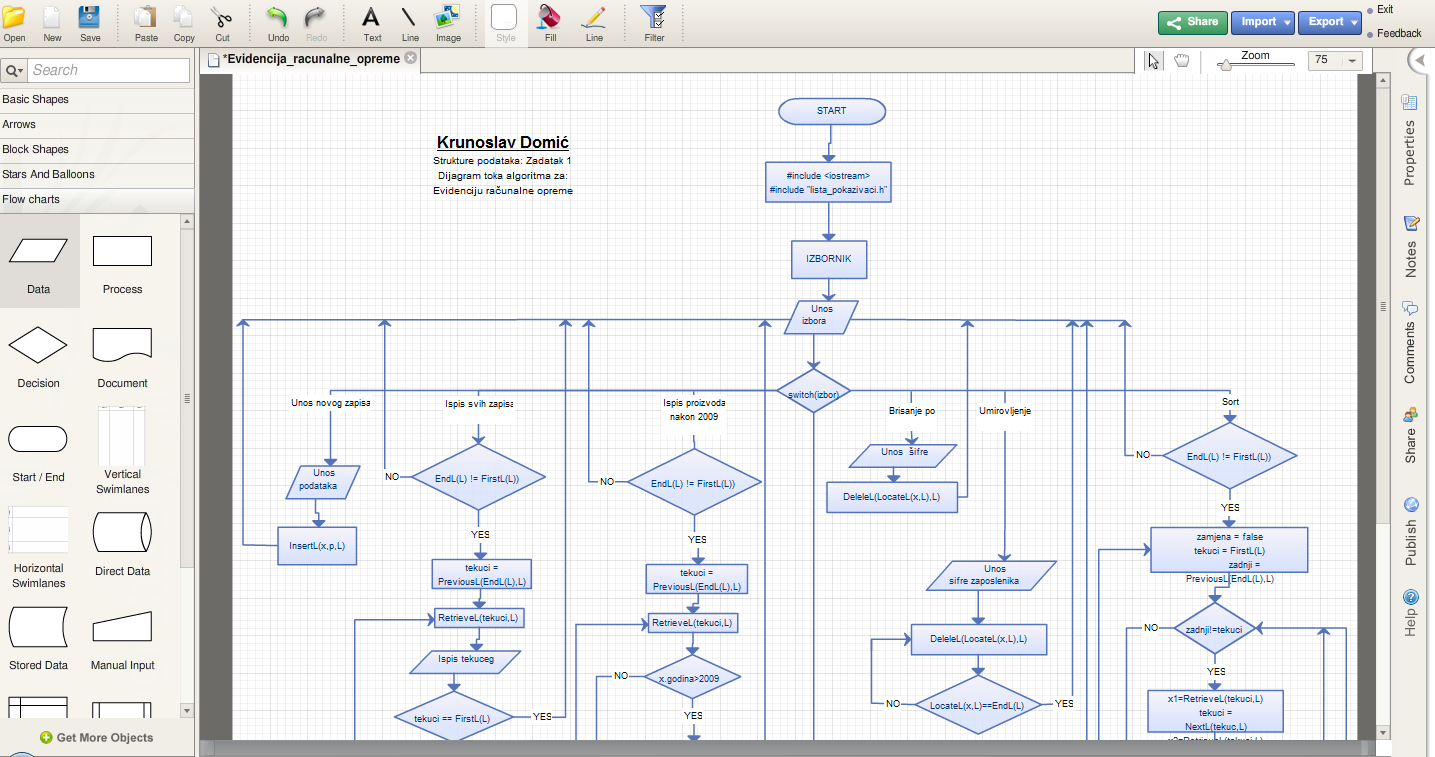 Open
New
Save
Paste
Copy
Cut
Undo
Redo
Text
Line
Image
Style
Fill
Line
Filter
Share
Import
Export
Exit
Feedback
*Evidencija_racunalne_opreme
Zoom
75
Search
Basic Shapes
Arrows
Block Shapes
Stars And Balloons
Flow charts
Data
Process
Decision
Document
Start / End
Vertical
Swimlanes
Horizontal
Swimlanes
Direct Data
Stored Data
Manual Input
Get More Objects
Krunoslav Domić
Strukture podataka: Zadatak 1
Dijagram toka algoritma za:
Evidenciju računalne opreme
START
#include <iostream>
#include "lista_pokazivaci.h"
IZBORNIK
Unos
izbora
switch(izbor)
Unos novog zapisa
Unos
podataka
InsertL(x,p,L)
Ispis svih zapisa
NO
EndL(L) != FirstL(L))
YES
tekuci =
PreviousL(EndL(L),L)
RetrieveL(tekuci,L)
Ispis tekuceg
tekuci == FirstL(L)
YES
Ispis proizvoda
nakon 2009
NO
EndL(L) != FirstL(L))
YES
tekuci =
PreviousL(EndL(L),L)
RetrieveL(tekuci,L)
NO
x.godina>2009
YES
Brisanje po
Unos šifre
DeleleL(LocateL(x,L),L)
Umirovljenje
Unos
sifre zaposlenika
DeleleL(LocateL(x,L),L)
NO
LocateL(x,L)==EndL(L)
YES
Sort
NO
EndL(L) != FirstL(L))
YES
zamjena = false
tekuci = FirstL(L)
zadnji =
PreviousL(EndL(L),L)
NO
zadnji!=tekuci
YES
x1=RetrieveL(tekuci,L)
tekuci =
NextL(tekuc,L)
Properties
Notes
Comments
Share
Publish
Help